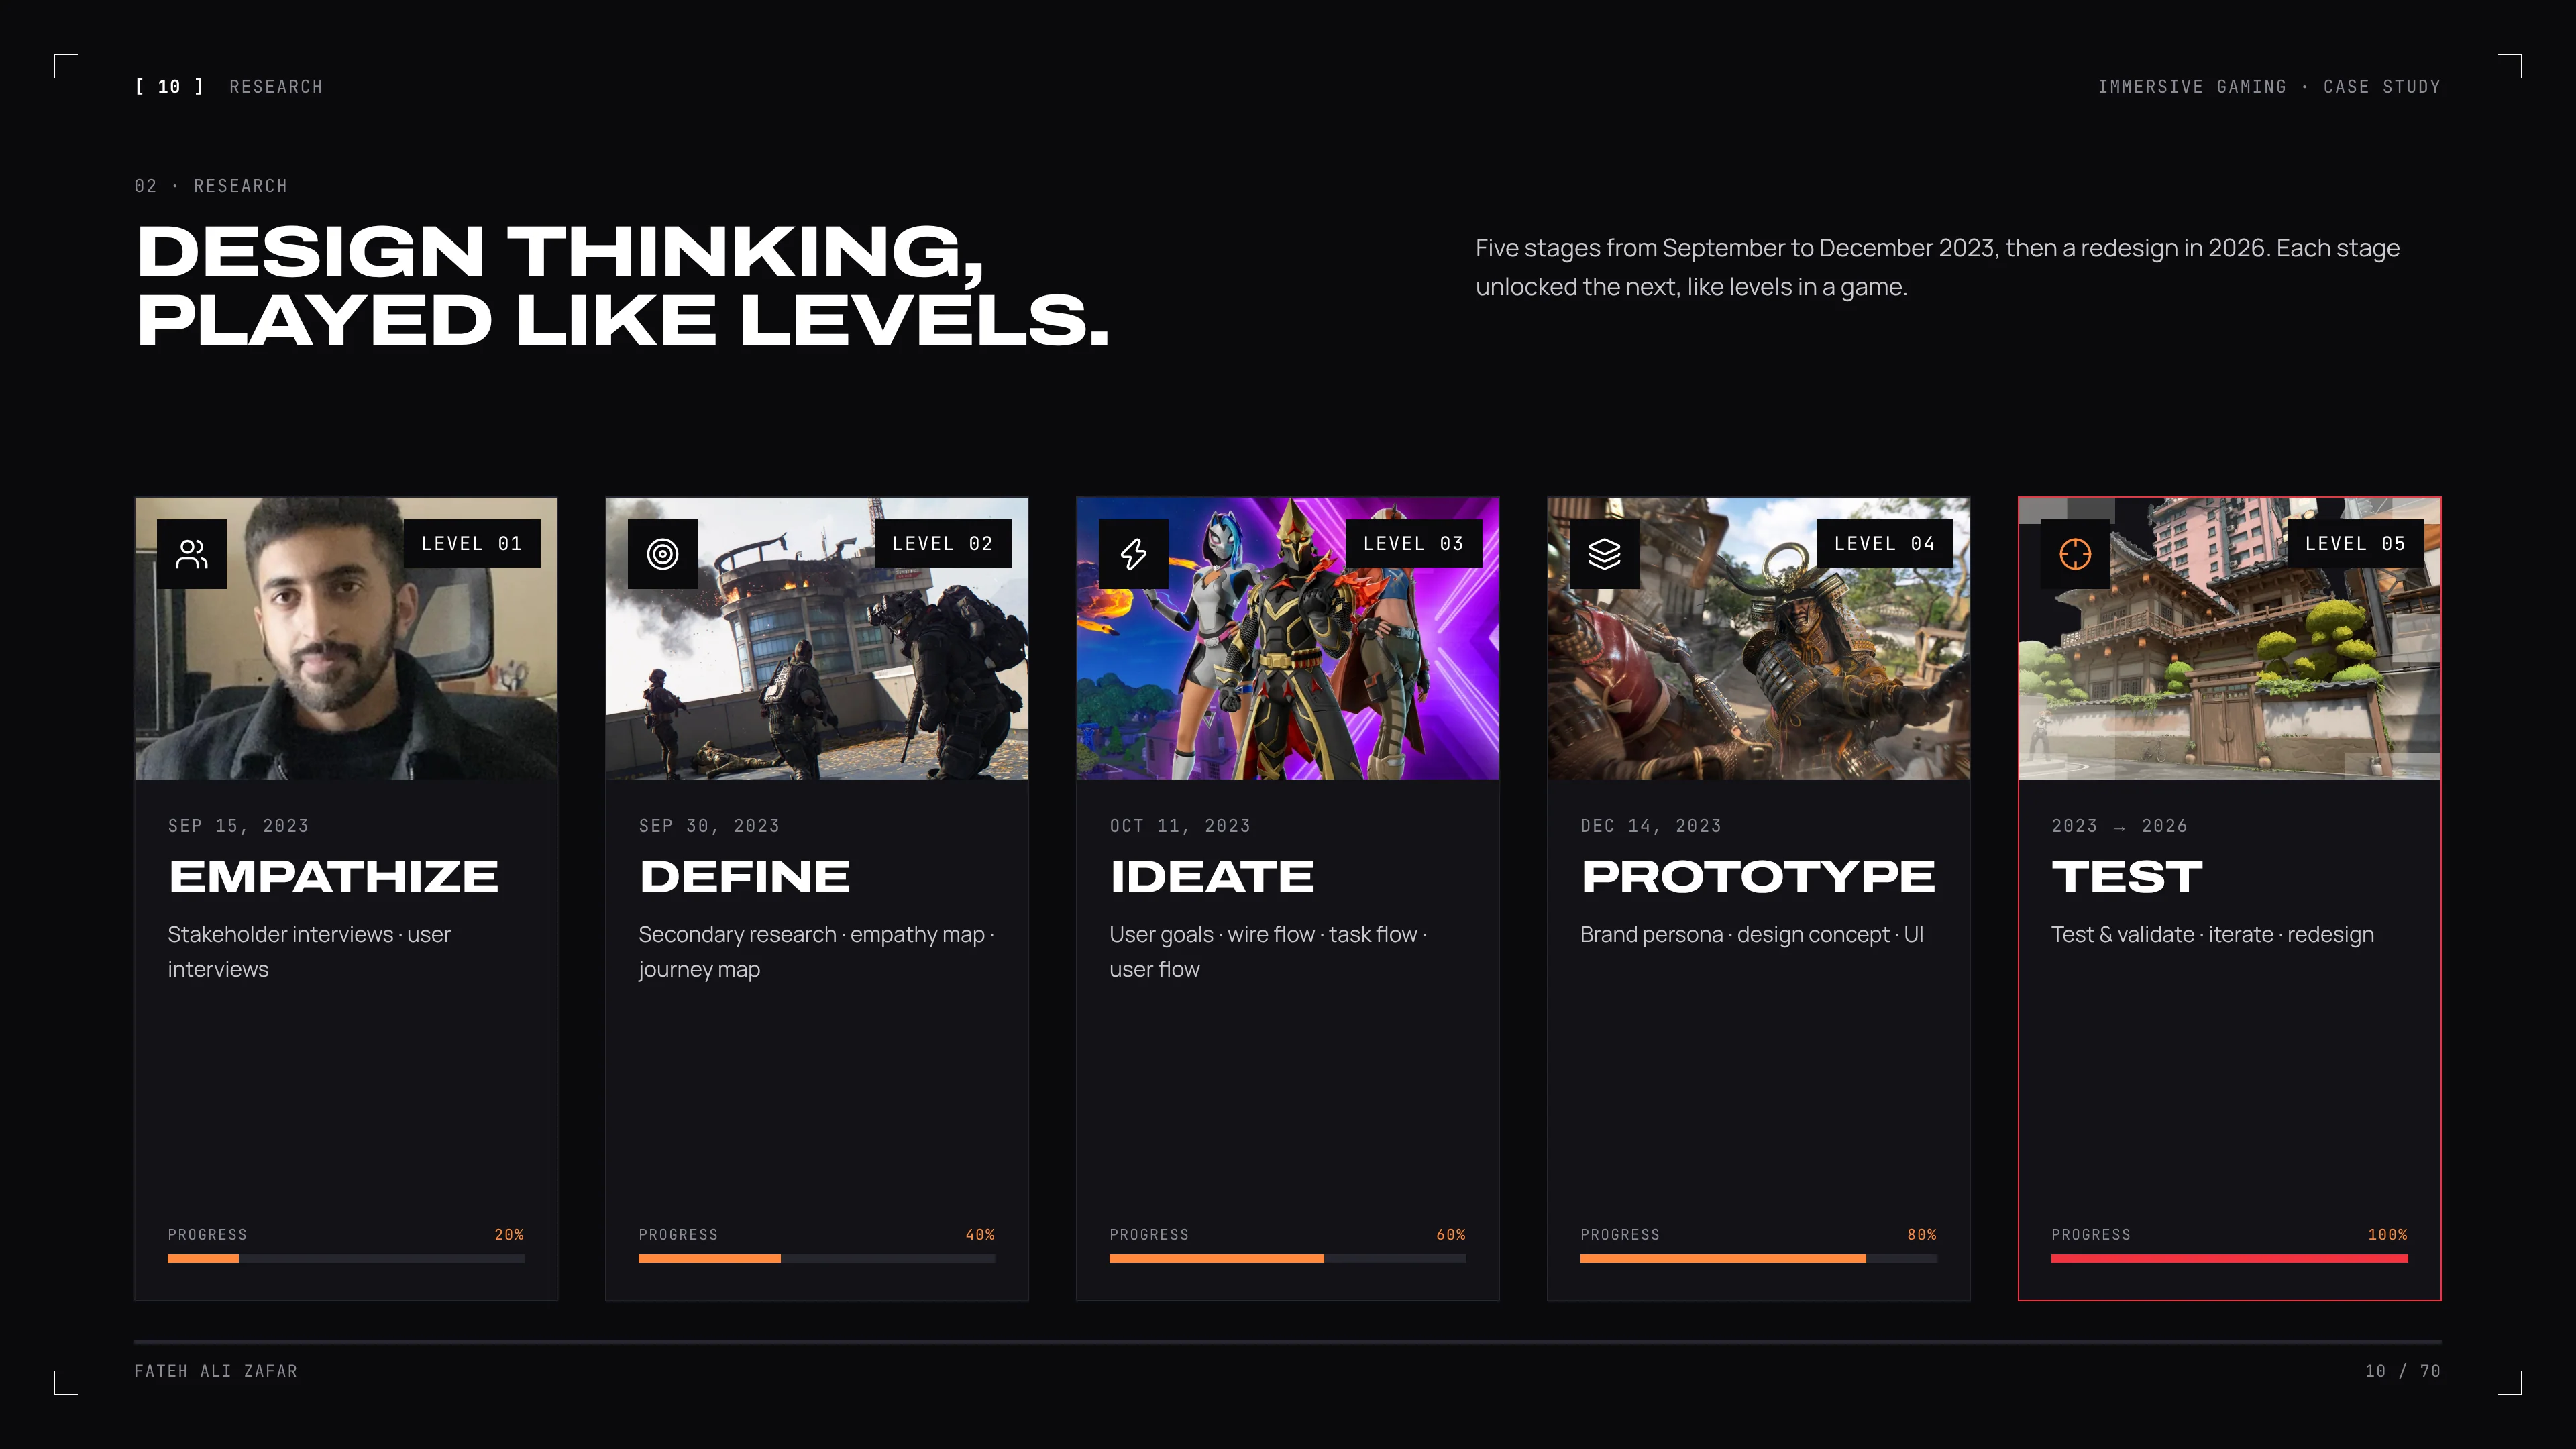 [ 10 ] RESEARCH
IMMERSIVE GAMING · CASE STUDY
02 · RESEARCH
DESIGN THINKING,
PLAYED LIKE LEVELS.
Five stages from September to December 2023, then a redesign in 2026. Each stage
unlocked the next, like levels in a game.
LEVEL 01
SEP 15, 2023
EMPATHIZE
Stakeholder interviews · user
interviews
PROGRESS 20%
LEVEL 02
SEP 30, 2023
DEFINE
Secondary research · empathy map ·
journey map
PROGRESS 40%
LEVEL 03
OCT 11, 2023
IDEATE
User goals · wire flow · task flow ·
user flow
PROGRESS 60%
LEVEL 04
DEC 14, 2023
PROTOTYPE
Brand persona · design concept · UI
PROGRESS 80%
LEVEL 05
2023 → 2026
TEST
Test & validate · iterate · redesign
PROGRESS 100%
FATEH ALI ZAFAR
10 / 70